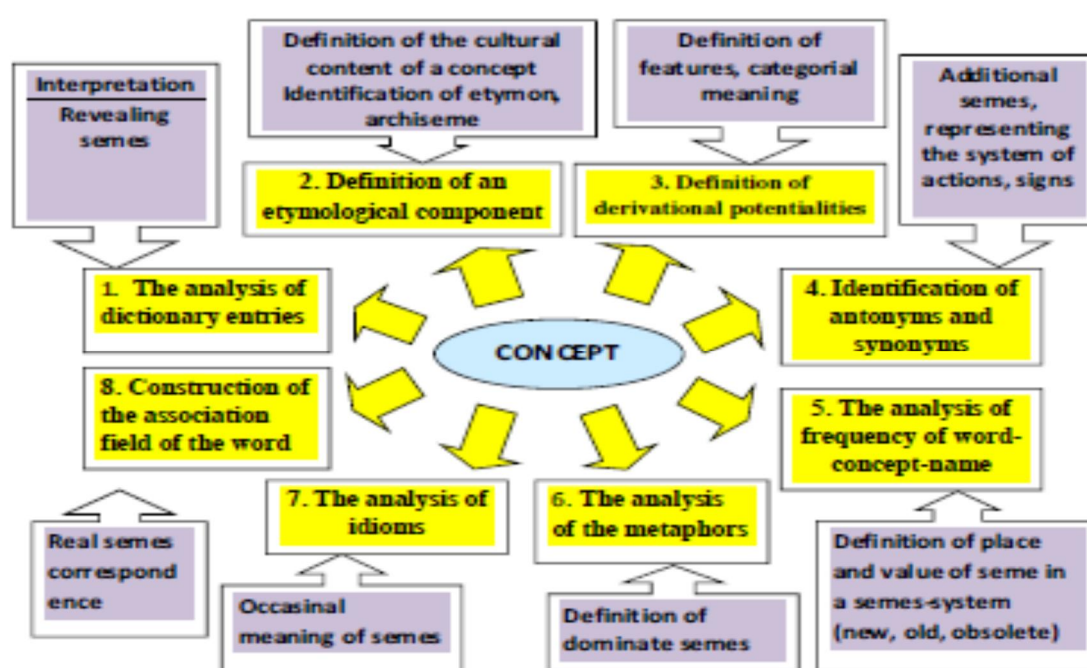 Interpretation
Revealing
semes
Definition of the cultural
content of a concept
Identification of etymon,
archiseme
Definition of
features, categorial
meaning
Additional
semes,
representing
the system of
actions, signs
2. Definition of an
etymological component
3. Definition of
derivational potentialities
1. The analysis of
dictionary entries
CONCEPT
4. Identification of
antonyms and
synonyms
8. Construction of
the association
field of the word
5. The analysis of
frequency of word-
concept-name
7. The analysis of
idioms
6. The analysis
of the metaphors
Real semes
correspond
ence
Occasinal
meaning of semes
Definition of
dominate semes
Definition of place
and value of seme in
a semes-system
(new, old, obsolete)